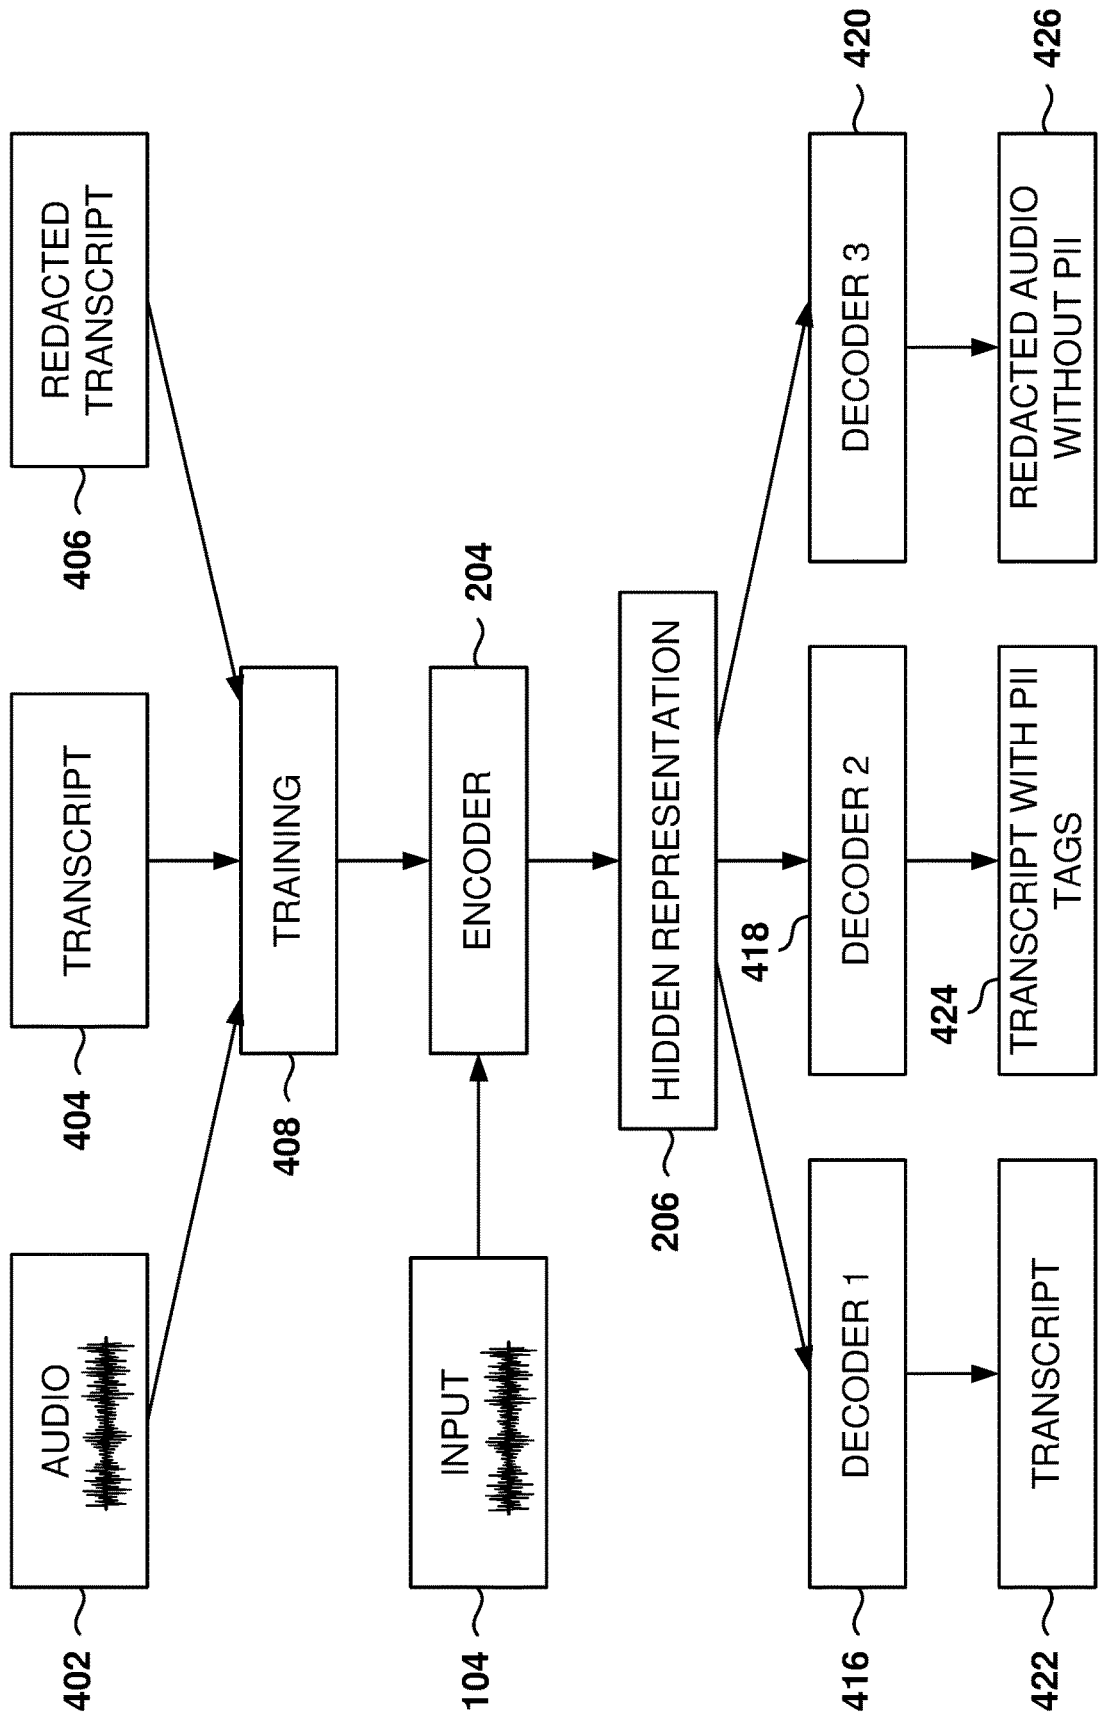 AUDIO
402
TRANSCRIPT
404
REDACTED
TRANSCRIPT
406
TRAINING
408
INPUT
104
ENCODER
204
HIDDEN REPRESENTATION
206
DECODER 1
416
DECODER 2
418
DECODER 3
420
TRANSCRIPT
422
TRANSCRIPT WITH PII
TAGS
424
REDACTED AUDIO
WITHOUT PII
426